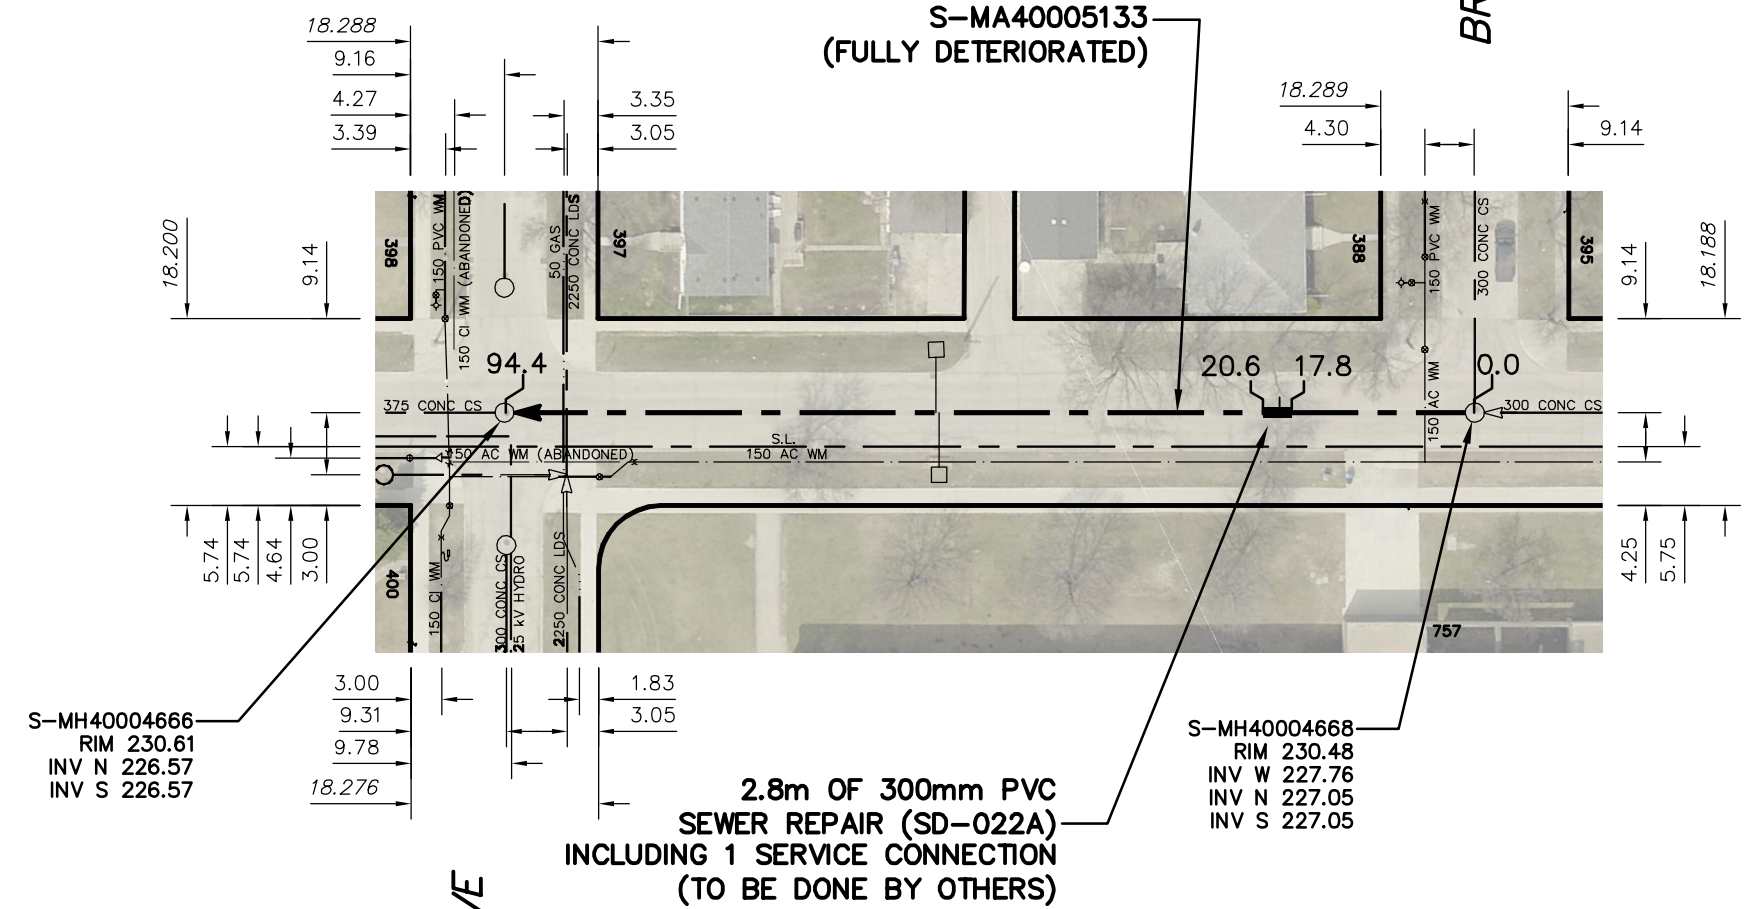 S-MA40005133
(FULLY DETERIORATED)
BR
18.288
9.16
4.27
3.39
3.35
3.05
18.289
4.30
9.14
18.200
9.14
9.14
18.188
398
150 PVC WM
150 CI WM (ABANDONED)
50 GAS
2250 CONC LDS
397
388
150 PVC WM
300 CONC CS
395
94.4
20.6
17.8
0.0
375 CONC CS
300 CONC CS
150 AC WM
S.L.
150 AC WM (ABANDONED)
150 AC WM
5.74
5.74
4.64
3.00
4.25
5.75
400
150 CI WM
300 CONC CS
25 kV HYDRO
2250 CONC LDS
757
3.00
9.31
9.78
18.276
1.83
3.05
S-MH40004666
RIM 230.61
INV N 226.57
INV S 226.57
S-MH40004668
RIM 230.48
INV W 227.76
INV N 227.05
INV S 227.05
2.8m OF 300mm PVC
SEWER REPAIR (SD-022A)
INCLUDING 1 SERVICE CONNECTION
(TO BE DONE BY OTHERS)
VE